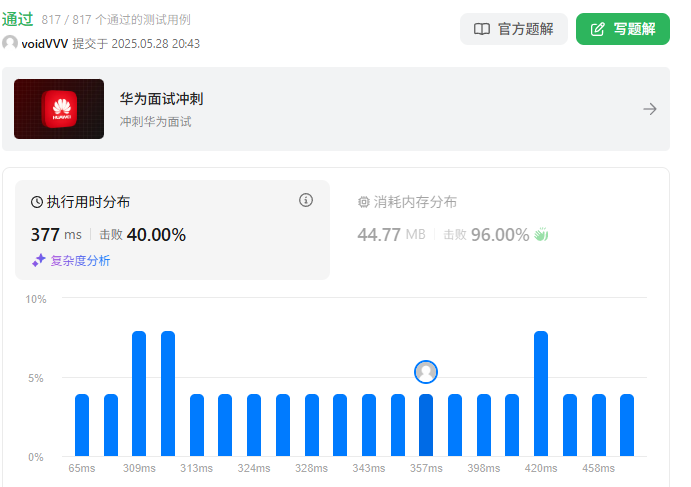 通过 817 / 817 个通过的测试用例
voidVVV 提交于 2025.05.28 20:43
官方题解
写题解
HUAWEI
华为面试冲刺
冲刺华为面试
执行用时分布
377 ms 击败 40.00%
复杂度分析
消耗内存分布
44.77 MB 击败 96.00%
10%
5%
0%
65ms 309ms 313ms 324ms 328ms 343ms 357ms 398ms 420ms 458ms